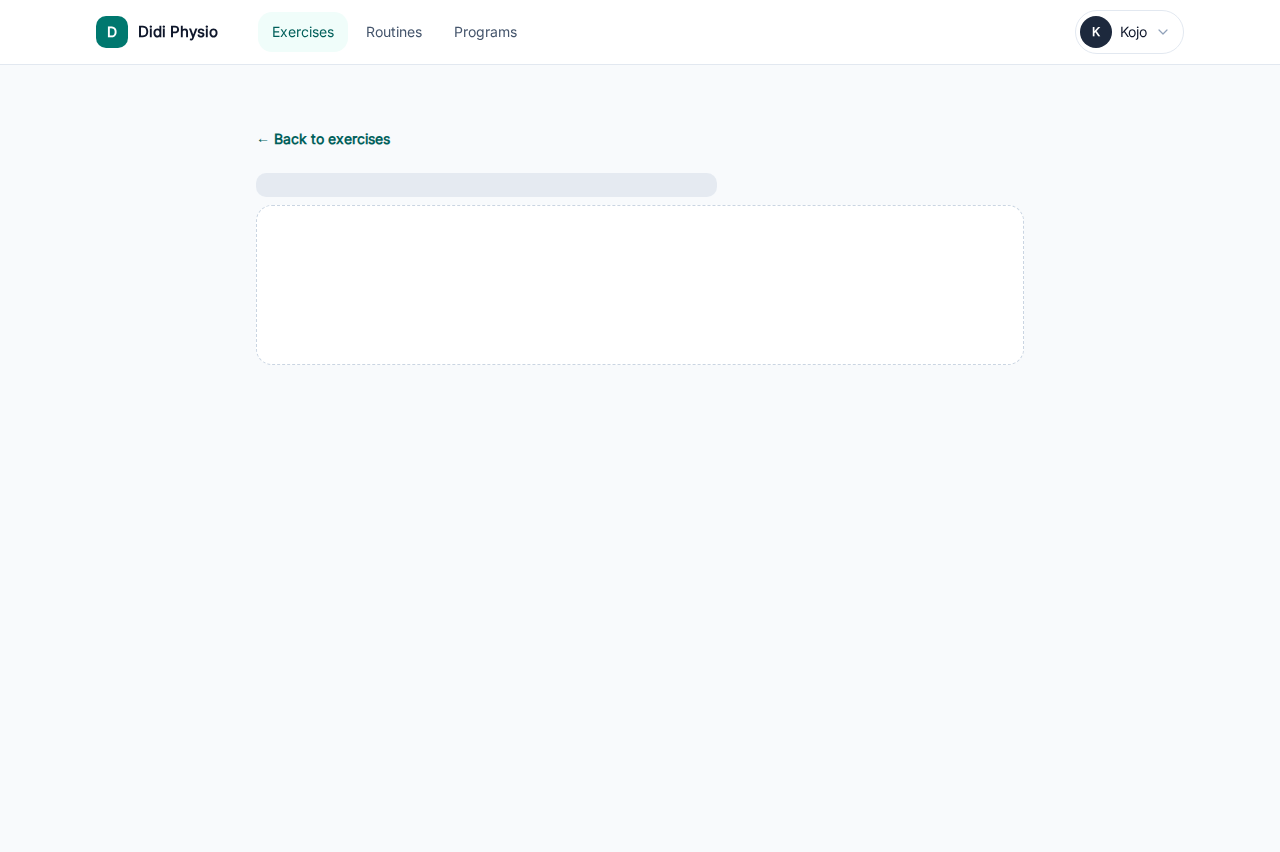 D Didi Physio Exercises Routines Programs K Kojo
← Back to exercises